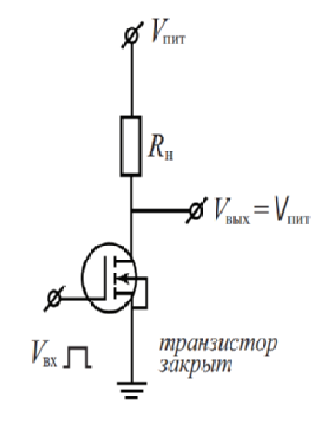 Vпит
Rн
Vвых = Vпит
Vвх
транзистор
закрыт